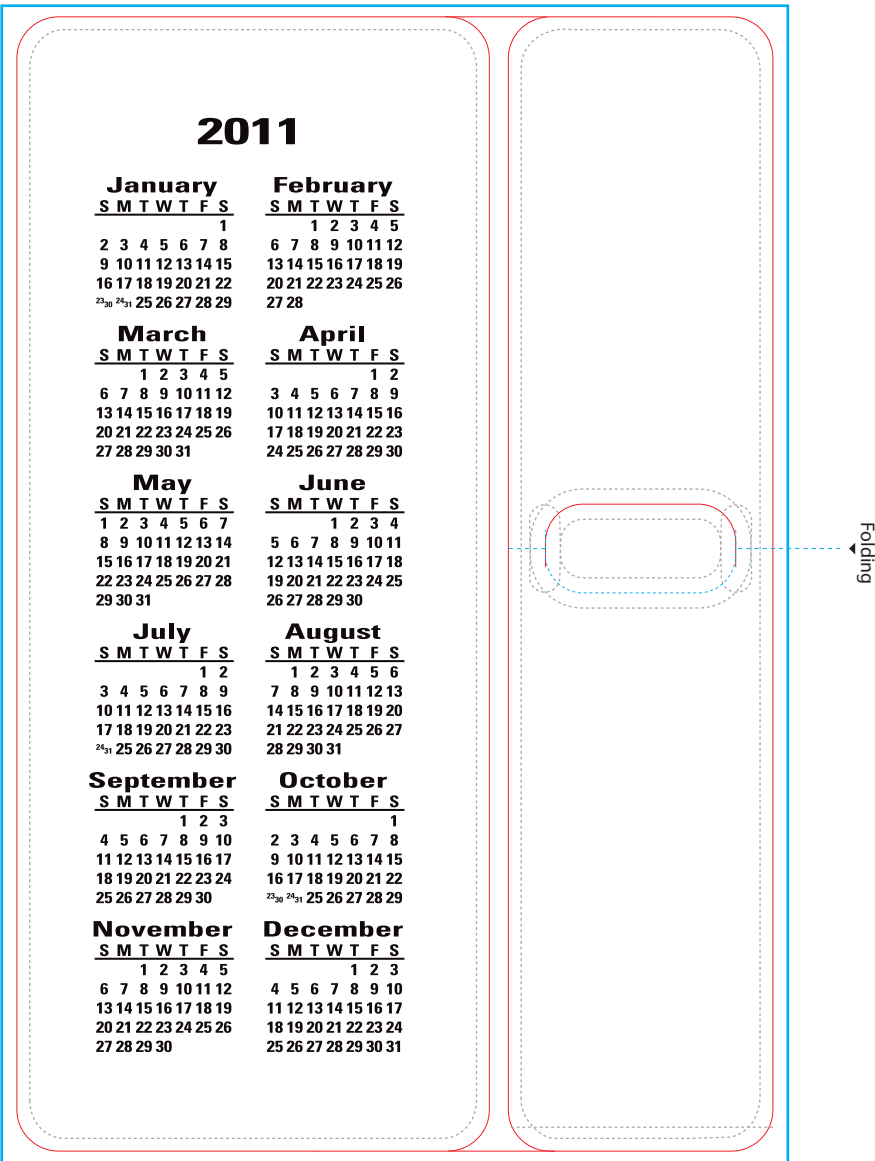 2011
January February
S M T W T F S S M T W T F S
1 1 2 3 4 5
2 3 4 5 6 7 8 6 7 8 9 10 11 12
9 10 11 12 13 14 15 13 14 15 16 17 18 19
16 17 18 19 20 21 22 20 21 22 23 24 25 26
23 30 24 31 25 26 27 28 29 27 28
March April
S M T W T F S S M T W T F S
1 2 3 4 5 1 2
6 7 8 9 10 11 12 3 4 5 6 7 8 9
13 14 15 16 17 18 19 10 11 12 13 14 15 16
20 21 22 23 24 25 26 17 18 19 20 21 22 23
27 28 29 30 31 24 25 26 27 28 29 30
May June
S M T W T F S S M T W T F S
1 2 3 4 5 6 7 1 2 3 4
8 9 10 11 12 13 14 5 6 7 8 9 10 11
15 16 17 18 19 20 21 12 13 14 15 16 17 18
22 23 24 25 26 27 28 19 20 21 22 23 24 25
29 30 31 26 27 28 29 30
July August
S M T W T F S S M T W T F S
1 2 1 2 3 4 5 6
3 4 5 6 7 8 9 7 8 9 10 11 12 13
10 11 12 13 14 15 16 14 15 16 17 18 19 20
17 18 19 20 21 22 23 21 22 23 24 25 26 27
24 31 25 26 27 28 29 30 28 29 30 31
September October
S M T W T F S S M T W T F S
1 2 3 1
4 5 6 7 8 9 10 2 3 4 5 6 7 8
11 12 13 14 15 16 17 9 10 11 12 13 14 15
18 19 20 21 22 23 24 16 17 18 19 20 21 22
25 26 27 28 29 30 23 30 24 31 25 26 27 28 29
November December
S M T W T F S S M T W T F S
1 2 3 4 5 1 2 3
6 7 8 9 10 11 12 4 5 6 7 8 9 10
13 14 15 16 17 18 19 11 12 13 14 15 16 17
20 21 22 23 24 25 26 18 19 20 21 22 23 24
27 28 29 30 25 26 27 28 29 30 31
Folding